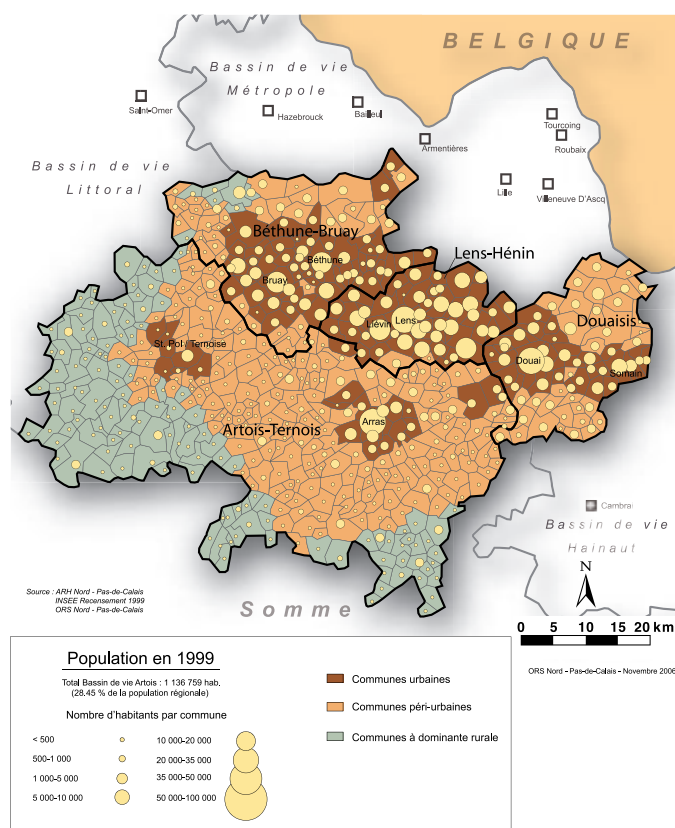 BELGIQUE
Bassin de vie
Métropole
Saint-Omer
Hazebrouck
Bailleul
Tourcoing
Armentières
Roubaix
Bassin de vie
Littoral
Lille
Villeneuve D'Ascq
Béthune-Bruay
Lens-Hénin
Béthune
Bruay
Douaisis
Liévin
Lens
St. Pol / Ternoise
Douai
Somain
Arras
Artois-Ternois
Cambrai
Bassin de vie
Hainaut
N
Source : ARH Nord - Pas-de-Calais
INSEE Recensement 1999
ORS Nord - Pas-de-Calais
Somme
0 5 10 15 20 km
ORS Nord - Pas-de-Calais - Novembre 2006
Population en 1999
Total Bassin de vie Artois : 1 136 759 hab.
(28.45 % de la population régionale)
Nombre d'habitants par commune
< 500
500-1 000
1 000-5 000
5 000-10 000
10 000-20 000
20 000-35 000
35 000-50 000
50 000-100 000
Communes urbaines
Communes péri-urbaines
Communes à dominante rurale